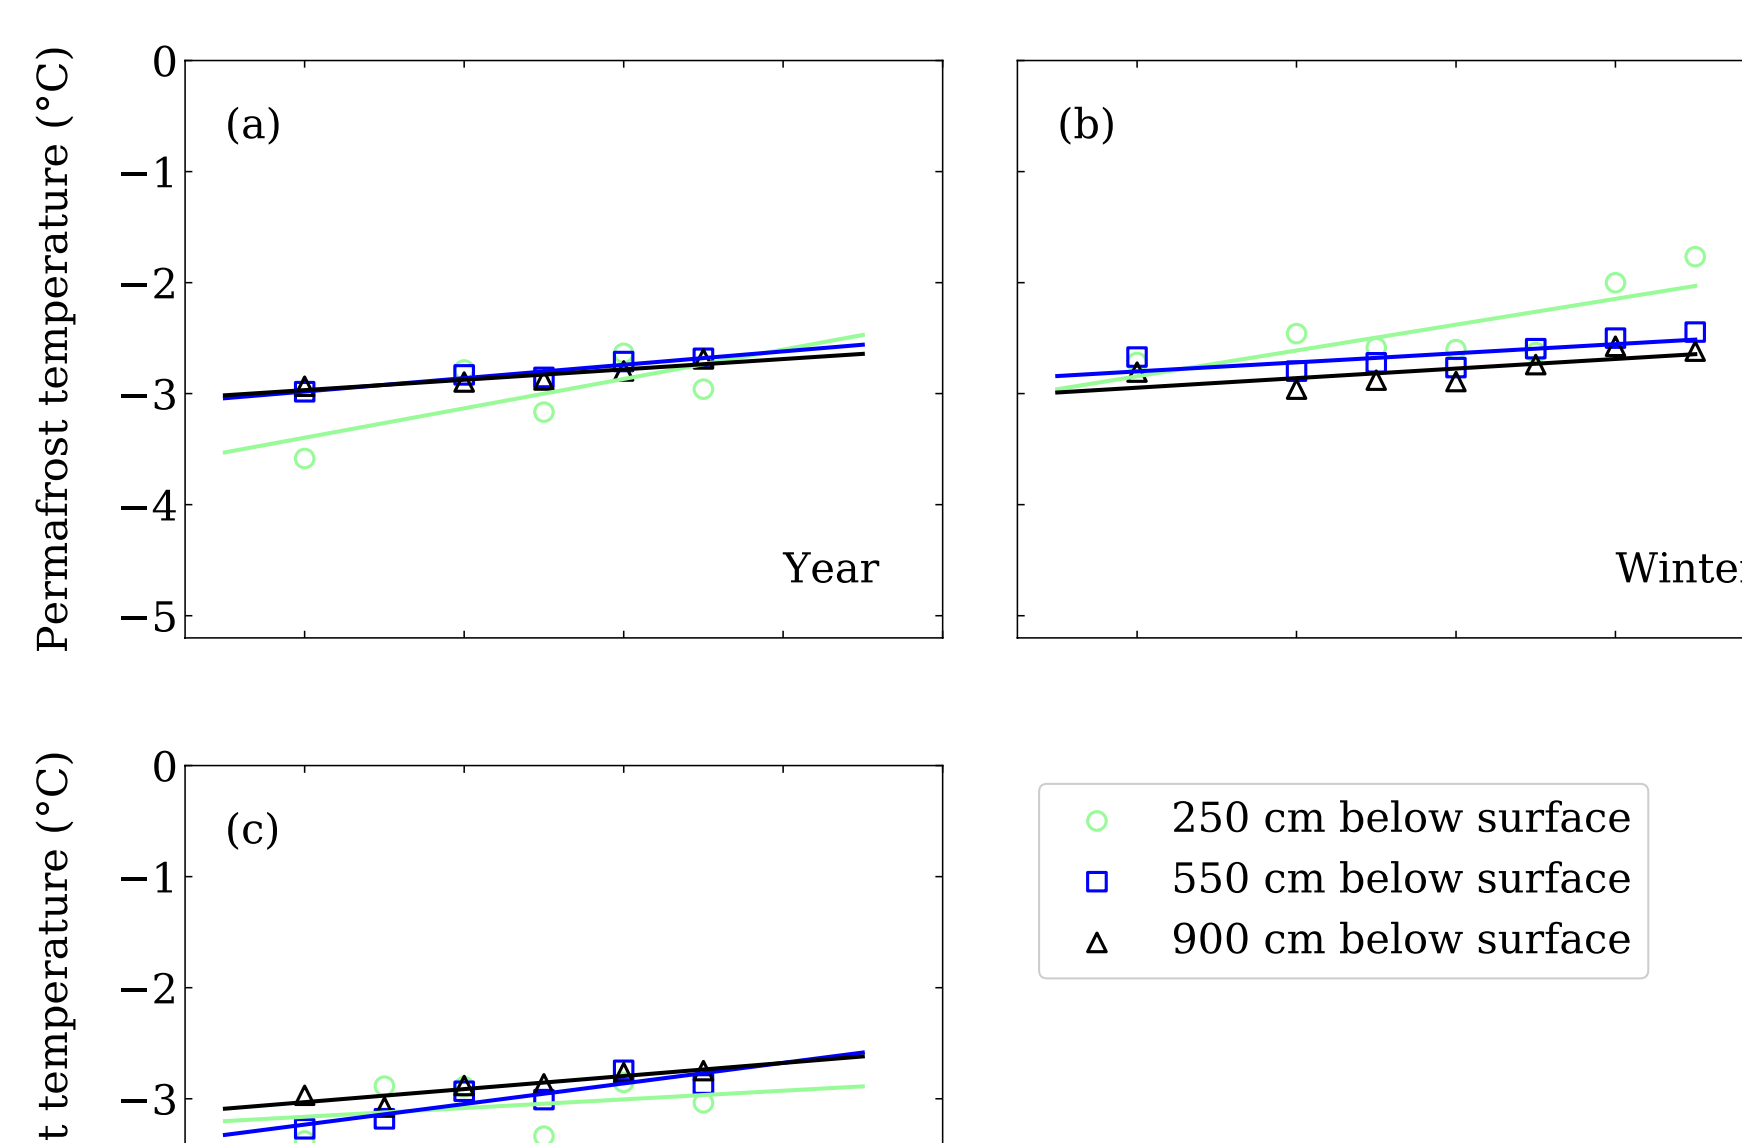 Permafrost temperature (°C)
0
−1
−2
−3
−4
−5
(a)
Year
(b)
Winter
t temperature (°C)
0
−1
−2
−3
(c)
250 cm below surface
550 cm below surface
900 cm below surface